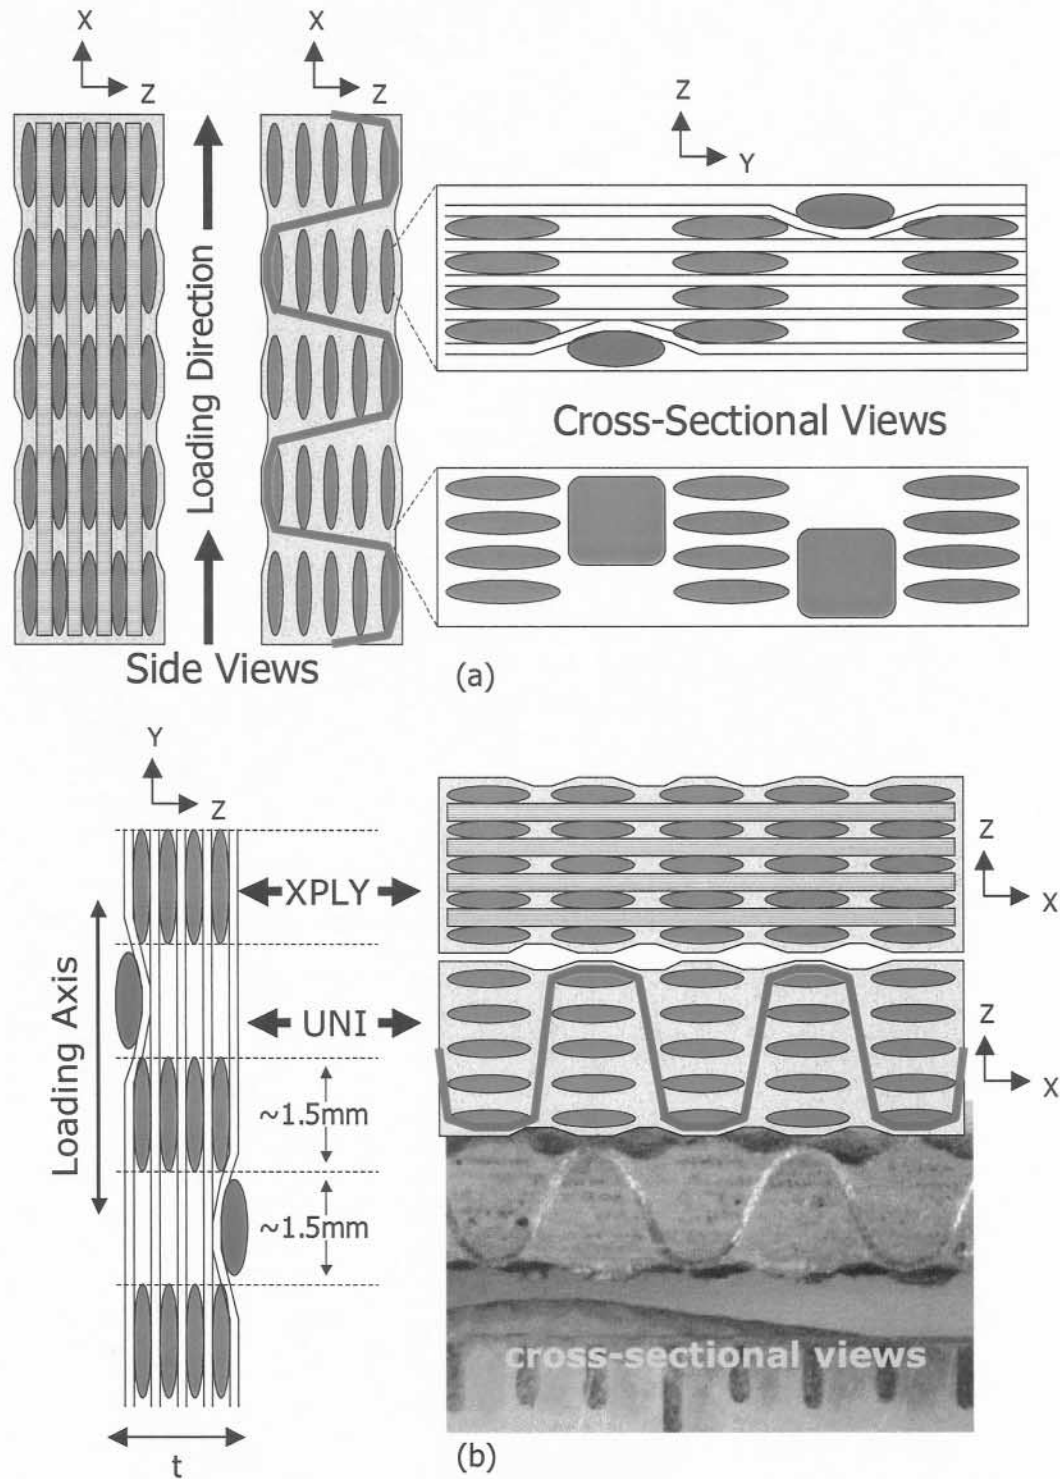 X
Z
X
Z
Z
Y
Loading Direction
Cross-Sectional Views
Side Views
(a)
Y
Z
XPLY
Z
X
Loading Axis
UNI
Z
X
~1.5mm
~1.5mm
cross-sectional views
t
(b)